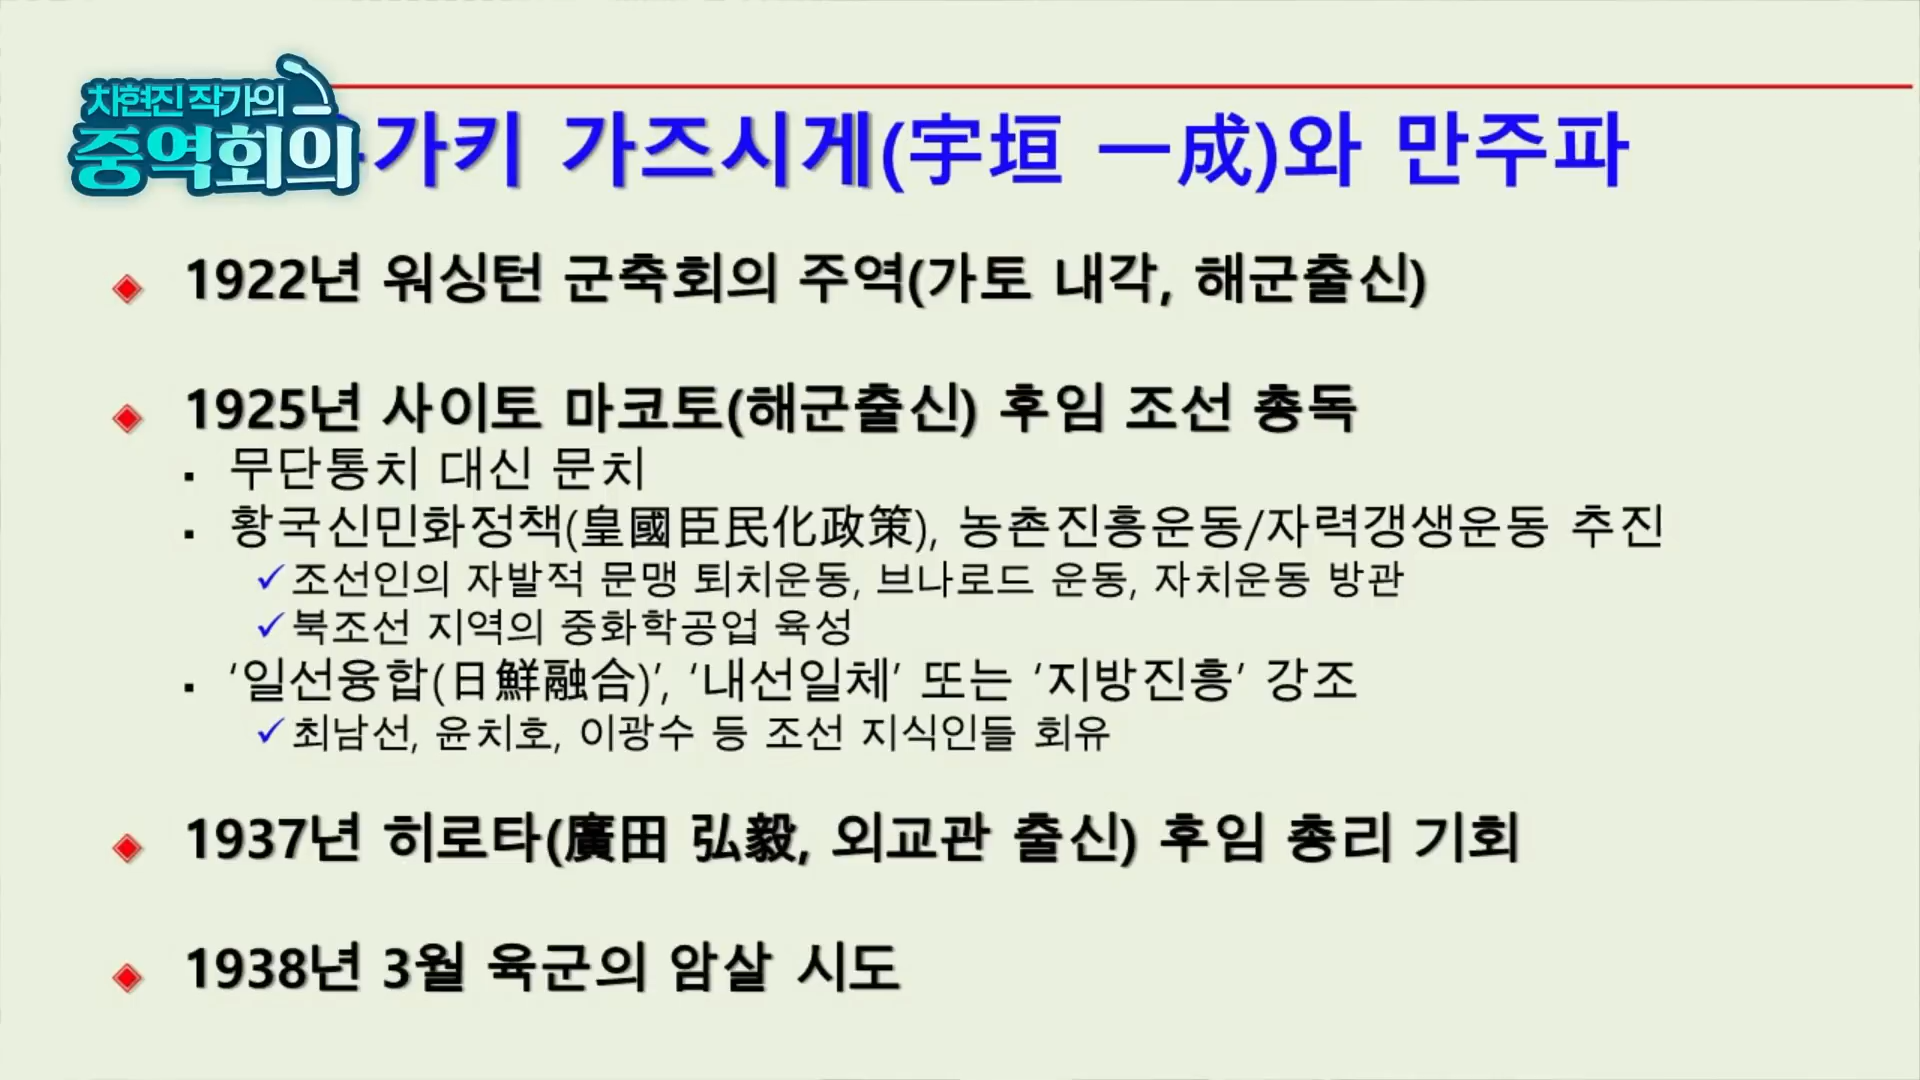 차현진 작가의
중역회의
가키 가즈시게(宇垣 一成)와 만주파
1922년 워싱턴 군축회의 주역(가토 내각, 해군출신)
1925년 사이토 마코토(해군출신) 후임 조선 총독
▪ 무단통치 대신 문치
▪ 황국신민화정책(皇國臣民化政策), 농촌진흥운동/자력갱생운동 추진
✓조선인의 자발적 문맹 퇴치운동, 브나로드 운동, 자치운동 방관
✓북조선 지역의 중화학공업 육성
▪ ‘일선융합(日鮮融合)’, ‘내선일체’ 또는 ‘지방진흥’ 강조
✓최남선, 윤치호, 이광수 등 조선 지식인들 회유
1937년 히로타(廣田 弘毅, 외교관 출신) 후임 총리 기회
1938년 3월 육군의 암살 시도